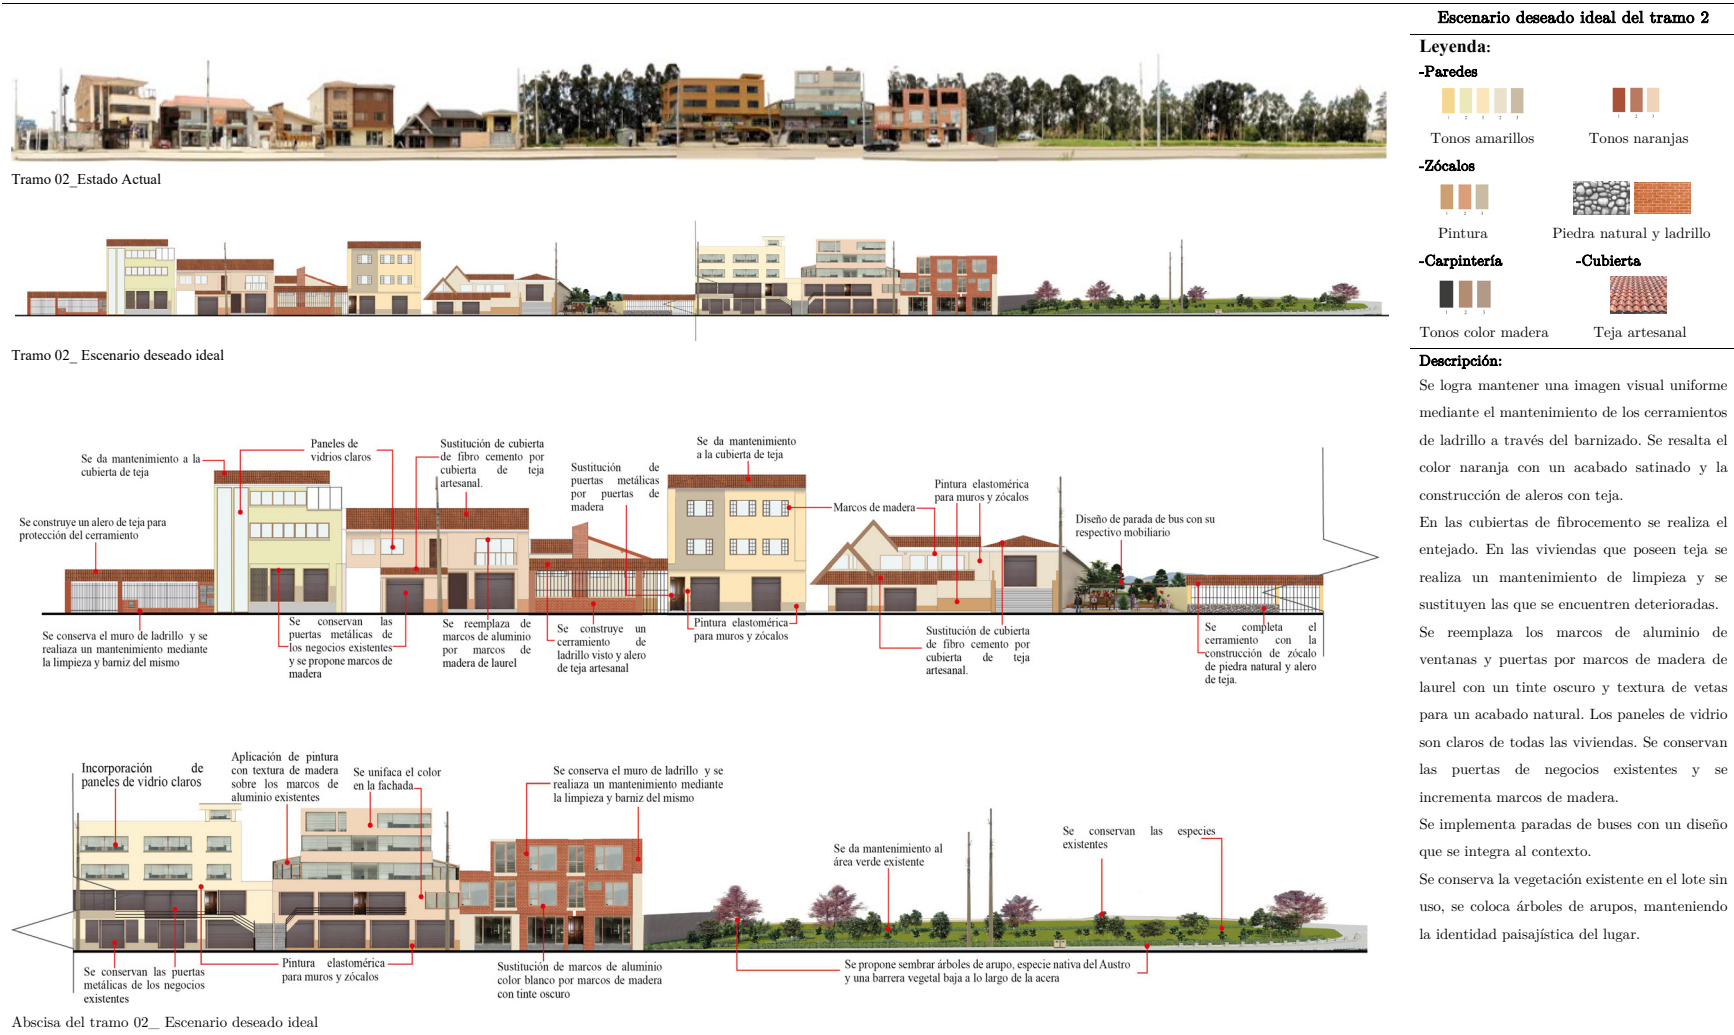 Tramo 02_Estado Actual
Tramo 02_ Escenario deseado ideal
Se da mantenimiento a la
cubierta de teja
Paneles de
vidrios claros
Sustitución de cubierta
de fibro cemento por
cubierta de teja
artesanal.
Sustitución de
puertas metálicas
por puertas de
madera
Se da mantenimiento
a la cubierta de teja
Marcos de madera
Pintura elastomérica
para muros y zócalos
Diseño de parada de bus con su
respectivo mobiliario
Se construye un alero de teja para
protección del cerramiento
Se conserva el muro de ladrillo y se
realiaza un mantenimiento mediante
la limpieza y barniz del mismo
Se conservan las
puertas metálicas de
los negocios existentes
y se propone marcos de
madera
Se reemplaza de
marcos de aluminio
por marcos de
madera de laurel
Se construye un
cerramiento de
ladrillo visto y alero
de teja artesanal
Pintura elastomérica
para muros y zócalos
Sustitución de cubierta
de fibro cemento por
cubierta de teja
artesanal.
Se completa el
cerramiento con la
construcción de zócalo
de piedra natural y alero
de teja.
Incorporación de
paneles de vidrio claros
Aplicación de pintura
con textura de madera
sobre los marcos de
aluminio existentes
Se unifaca el color
en la fachada
Se conserva el muro de ladrillo y se
realiaza un mantenimiento mediante
la limpieza y barniz del mismo
Se da mantenimiento al
área verde existente
Se conservan las especies
existentes
Se conservan las puertas
metálicas de los negocios
existentes
Pintura elastomérica
para muros y zócalos
Sustitución de marcos de aluminio
color blanco por marcos de madera
con tinte oscuro
Se propone sembrar árboles de arupo, especie nativa del Austro
y una barrera vegetal baja a lo largo de la acera
Abscisa del tramo 02_ Escenario deseado ideal
Escenario deseado ideal del tramo 2
Leyenda:
-Paredes
1 2 3 2 3
1 2 3
Tonos amarillos
Tonos naranjas
-Zócalos
1 2 3
Pintura
Piedra natural y ladrillo
-Carpintería
-Cubierta
1 2 3
Tonos color madera
Teja artesanal
Descripción:
Se logra mantener una imagen visual uniforme
mediante el mantenimiento de los cerramientos
de ladrillo a través del barnizado. Se resalta el
color naranja con un acabado satinado y la
construcción de aleros con teja.
En las cubiertas de fibrocemento se realiza el
entejado. En las viviendas que poseen teja se
realiza un mantenimiento de limpieza y se
sustituyen las que se encuentren deterioradas.
Se reemplaza los marcos de aluminio de
ventanas y puertas por marcos de madera de
laurel con un tinte oscuro y textura de vetas
para un acabado natural. Los paneles de vidrio
son claros de todas las viviendas. Se conservan
las puertas de negocios existentes y se
incrementa marcos de madera.
Se implementa paradas de buses con un diseño
que se integra al contexto.
Se conserva la vegetación existente en el lote sin
uso, se coloca árboles de arupos, manteniendo
la identidad paisajística del lugar.